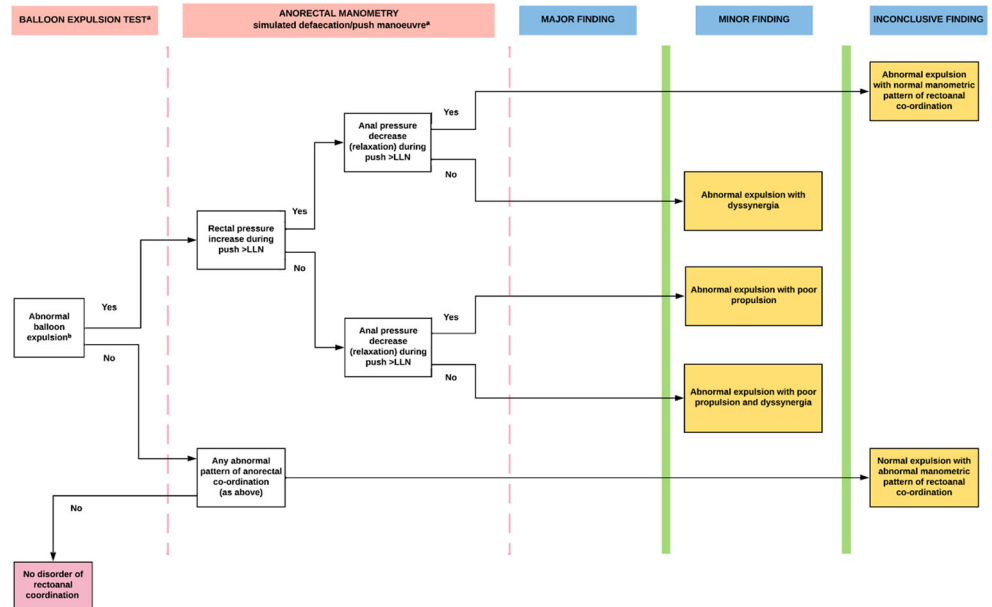 BALLOON EXPULSION TESTᵃ
ANORECTAL MANOMETRY
simulated defaecation/push manoeuvreᵃ
MAJOR FINDING
MINOR FINDING
INCONCLUSIVE FINDING
Abnormal expulsion
with normal manometric
pattern of rectoanal
co-ordination
Yes
Anal pressure
decrease
(relaxation) during
push >LLN
No
Abnormal expulsion with
dyssynergia
Yes
Rectal pressure
increase during
push >LLN
No
Abnormal expulsion with poor
propulsion
Yes
Abnormal
balloon
expulsionᵇ
No
Yes
Anal pressure
decrease
(relaxation) during
push >LLN
No
Abnormal expulsion with poor
propulsion and dyssynergia
Any abnormal
pattern of anorectal
co-ordination
(as above)
Normal expulsion with
abnormal manometric
pattern of rectoanal
co-ordination
No
No disorder of
rectoanal
coordination